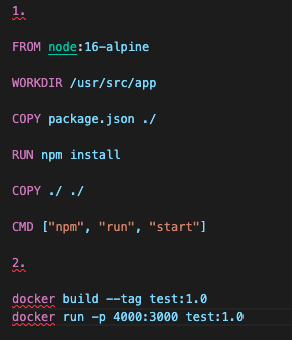 1.
FROM node:16-alpine
WORKDIR /usr/src/app
COPY package.json ./
RUN npm install
COPY ./ ./
CMD ["npm", "run", "start"]
2.
docker build --tag test:1.0
docker run -p 4000:3000 test:1.0